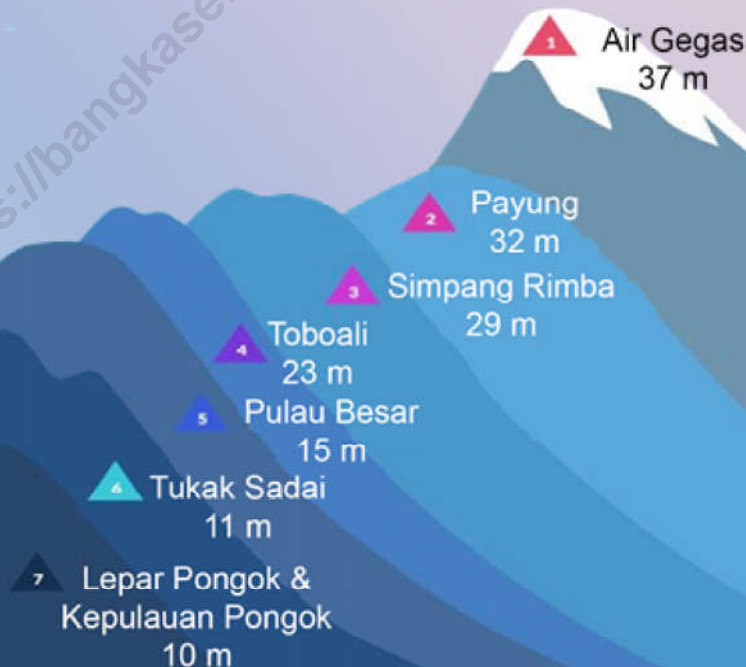 1
Air Gegas
37 m
2
Payung
32 m
3
Simpang Rimba
29 m
4
Toboali
23 m
5
Pulau Besar
15 m
6
Tukak Sadai
11 m
7
Lepar Pongok &
Kepulauan Pongok
10 m
s://bangkase